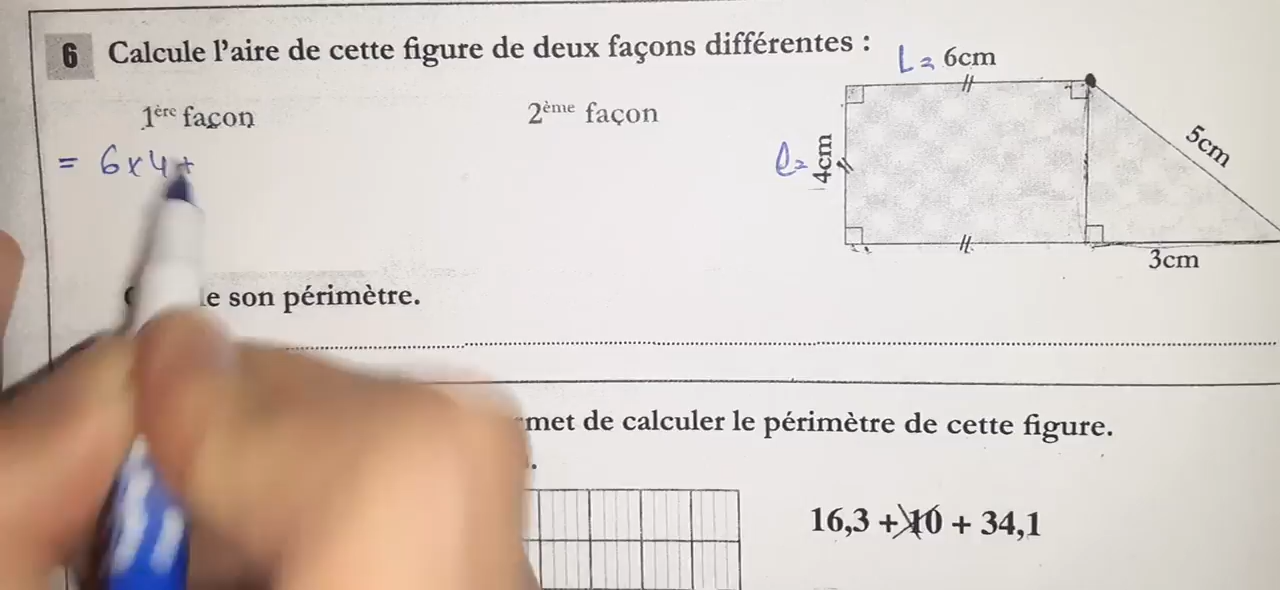 6 Calcule l'aire de cette figure de deux façons différentes :
L = 6cm
1ère façon
2ème façon
= 6x4+
l = 4cm
5cm
3cm
le son périmètre.
met de calculer le périmètre de cette figure.
16,3 + 10 + 34,1